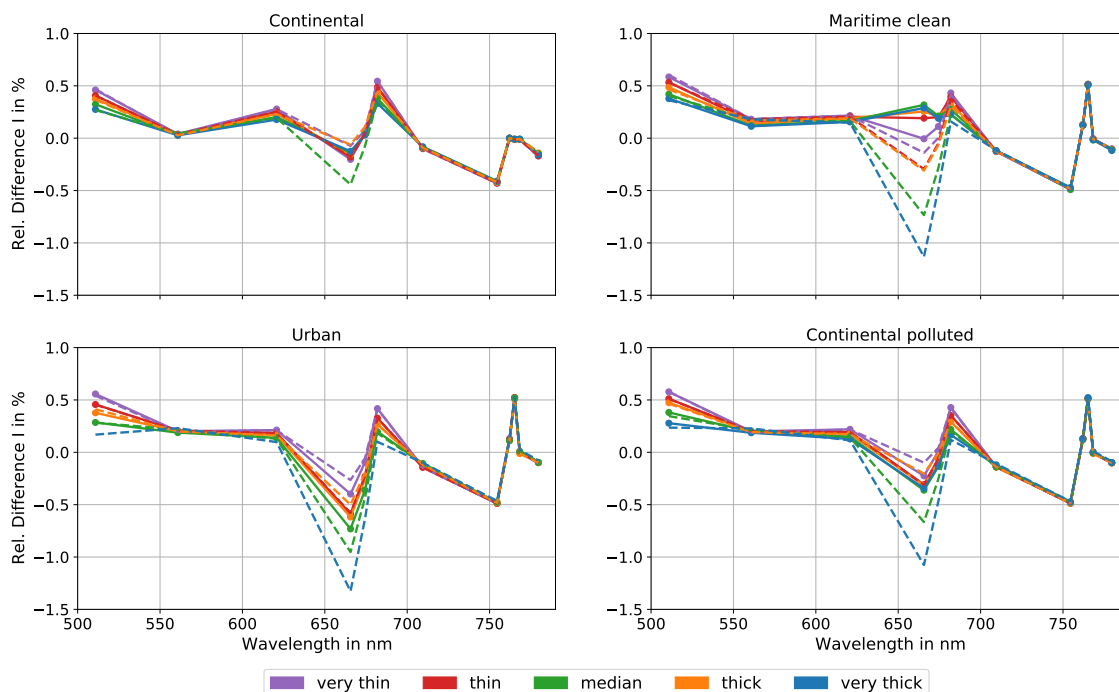 Continental
Maritime clean
1.0
0.5
0.0
−0.5
−1.0
−1.5
Rel. Difference I in %
1.0
0.5
0.0
−0.5
−1.0
−1.5
Urban
Continental polluted
1.0
0.5
0.0
−0.5
−1.0
−1.5
Rel. Difference I in %
500 550 600 650 700 750
Wavelength in nm
1.0
0.5
0.0
−0.5
−1.0
−1.5
500 550 600 650 700 750
Wavelength in nm
very thin thin median thick very thick